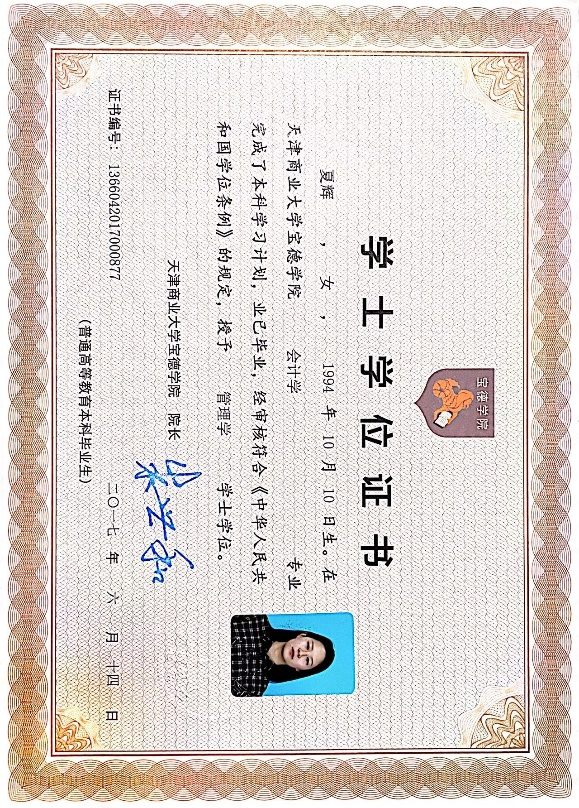 宝德学院
学士学位证书
夏辉 ， 女 ， 1994 年 10 月 10 日生。在
天津商业大学宝德学院 会计学 专业
完成了本科学习计划，业已毕业，经审核符合《中华人民共
和国学位条例》的规定，授予 管理学 学士学位。
天津商业大学宝德学院 院长
证书编号：1366042017000877 二〇一七 年 六 月 十四 日
（普通高等教育本科毕业生）